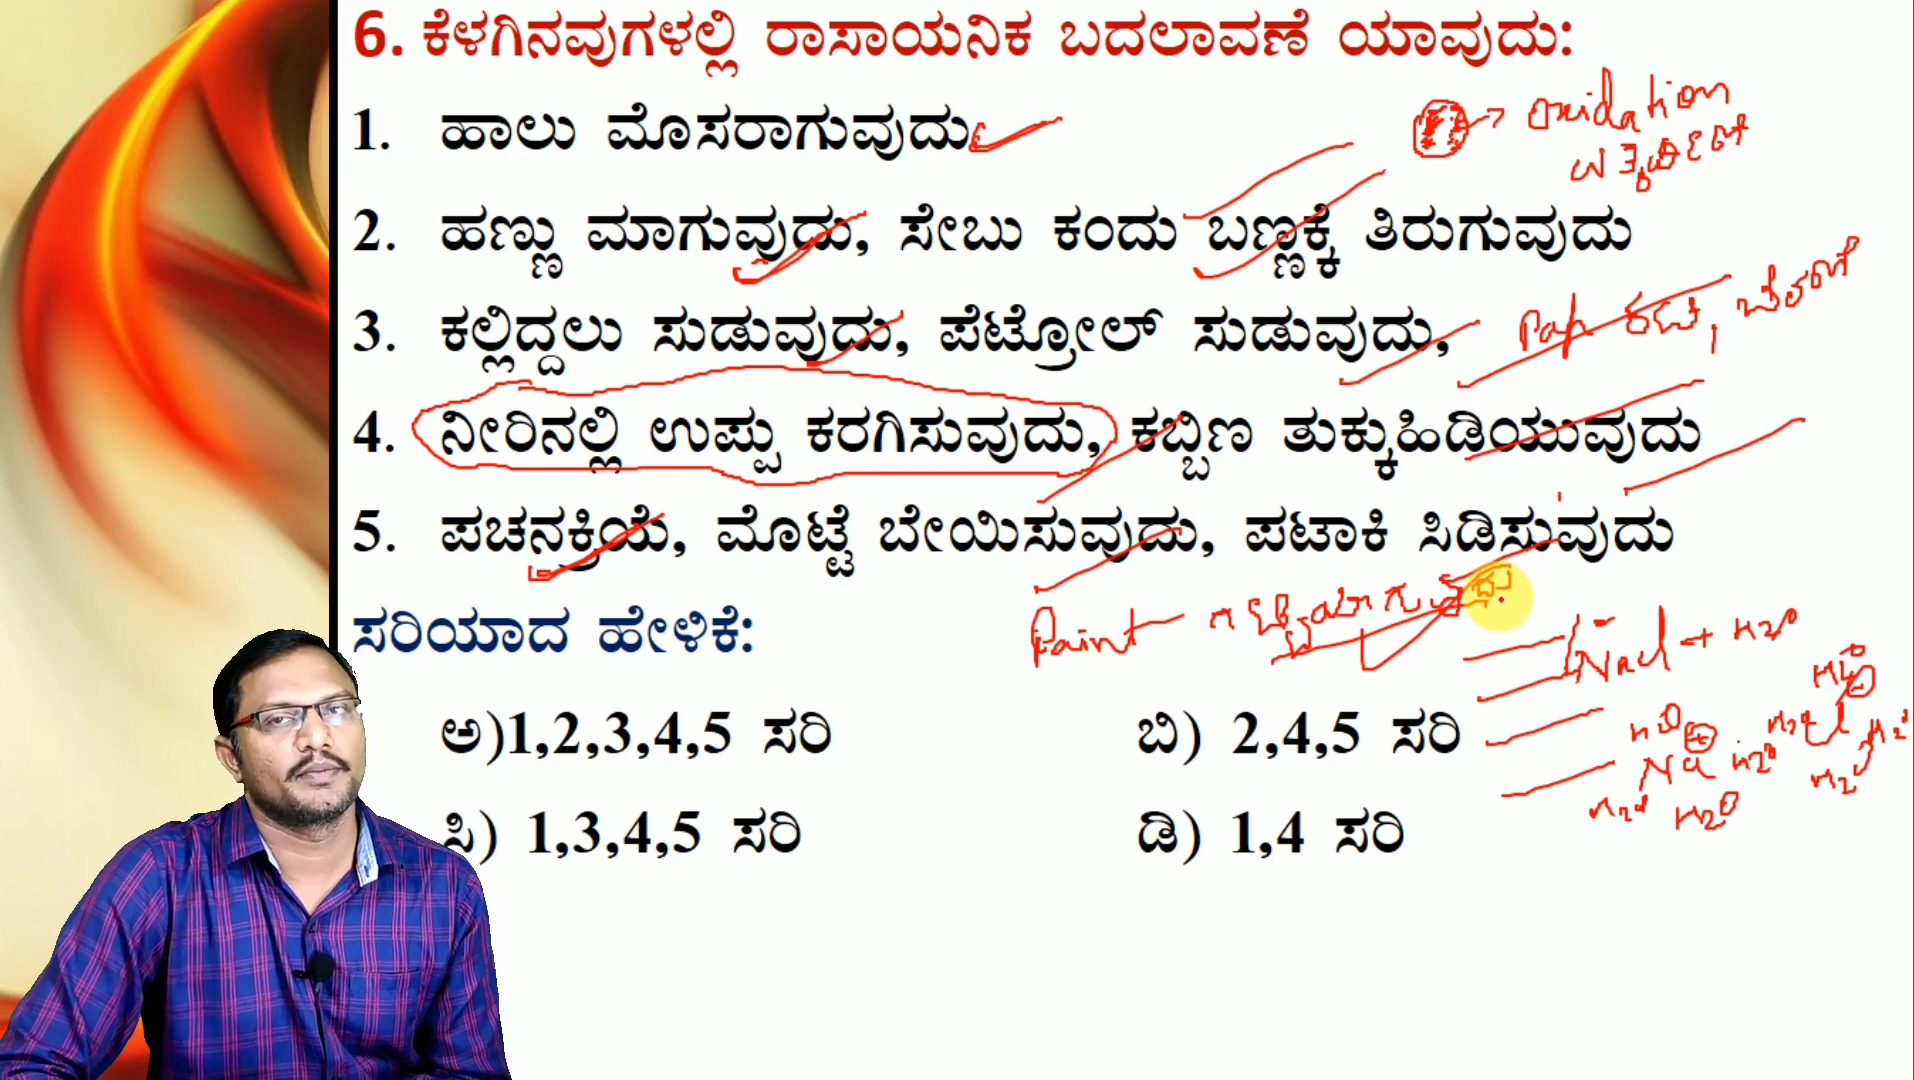 6. ಕೆಳಗಿನವುಗಳಲ್ಲಿ ರಾಸಾಯನಿಕ ಬದಲಾವಣೆ ಯಾವುದು:
1. ಹಾಲು ಮೊಸರಾಗುವುದು
oxidation
2. ಹಣ್ಣು ಮಾಗುವುದು, ಸೇಬು ಕಂದು ಬಣ್ಣಕ್ಕೆ ತಿರುಗುವುದು
3. ಕಲ್ಲಿದ್ದಲು ಸುಡುವುದು, ಪೆಟ್ರೋಲ್ ಸುಡುವುದು,
4. ನೀರಿನಲ್ಲಿ ಉಪ್ಪು ಕರಗಿಸುವುದು, ಕಬ್ಬಿಣ ತುಕ್ಕುಹಿಡಿಯುವುದು
5. ಪಚನಕ್ರಿಯೆ, ಮೊಟ್ಟೆ ಬೇಯಿಸುವುದು, ಪಟಾಕಿ ಸಿಡಿಸುವುದು
Paint
ಸರಿಯಾದ ಹೇಳಿಕೆ: Nacl + H2O
ಅ)1,2,3,4,5 ಸರಿ ಬಿ) 2,4,5 ಸರಿ
ಸಿ) 1,3,4,5 ಸರಿ ಡಿ) 1,4 ಸರಿ